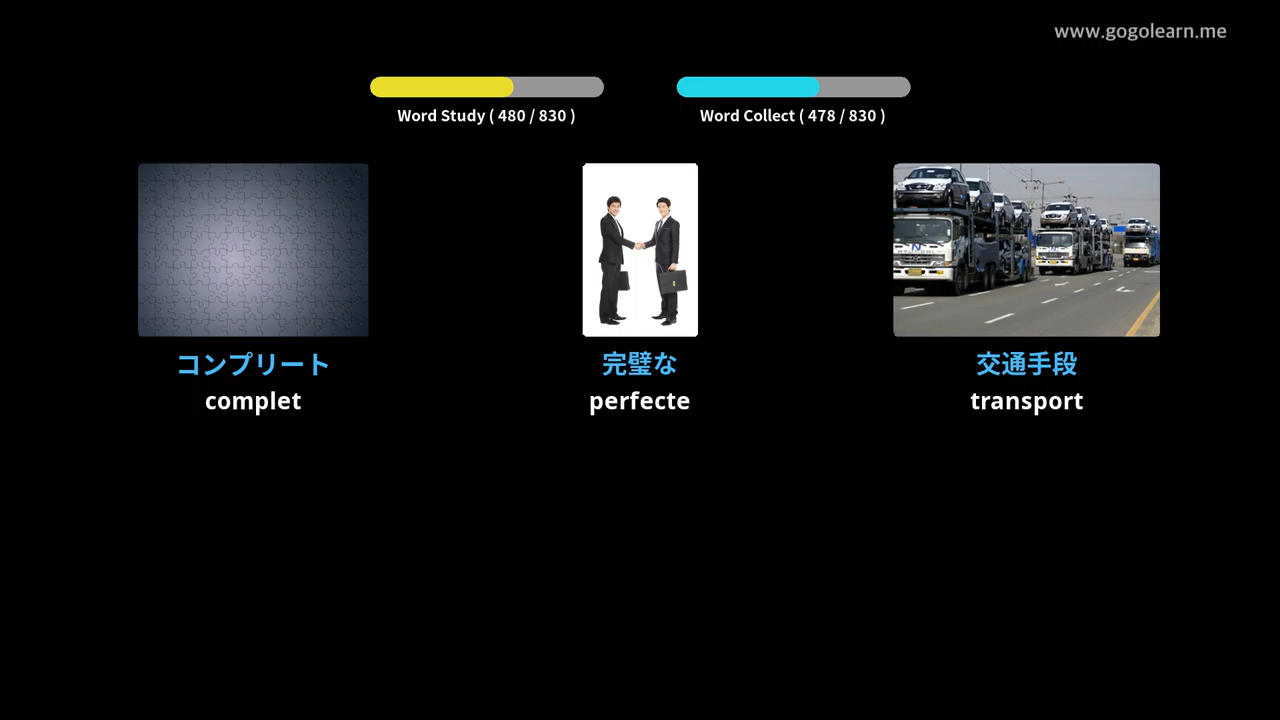 www.gogolearn.me
Word Study ( 480 / 830 )
Word Collect ( 478 / 830 )
コンプリート
complet
完璧な
perfecte
交通手段
transport